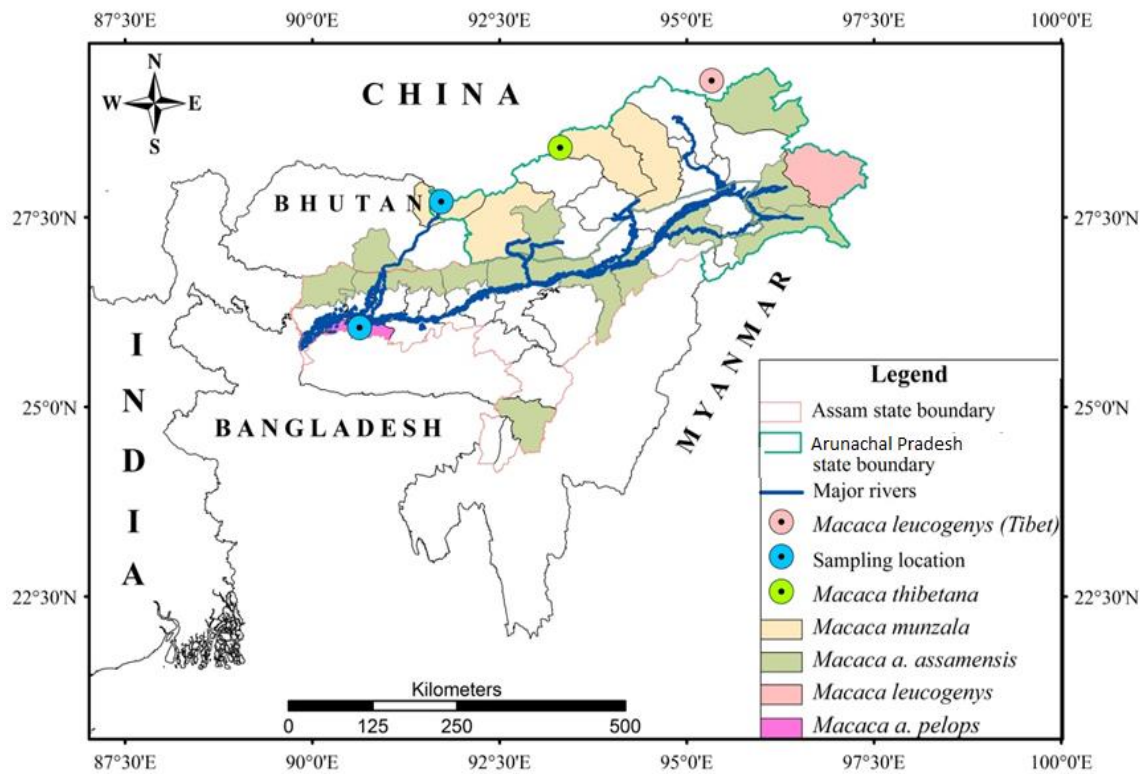 87°30'E 90°0'E 92°30'E 95°0'E 97°30'E 100°0'E
N
W E
S
CHINA
BHUTAN
27°30'N 27°30'N
INDIA
MYANMAR
BANGLADESH
25°0'N 25°0'N
22°30'N 22°30'N
Legend
Assam state boundary
Arunachal Pradesh
state boundary
Major rivers
Macaca leucogenys (Tibet)
Sampling location
Macaca thibetana
Macaca munzala
Macaca a. assamensis
Macaca leucogenys
Macaca a. pelops
Kilometers
0 125 250 500
87°30'E 90°0'E 92°30'E 95°0'E 97°30'E 100°0'E